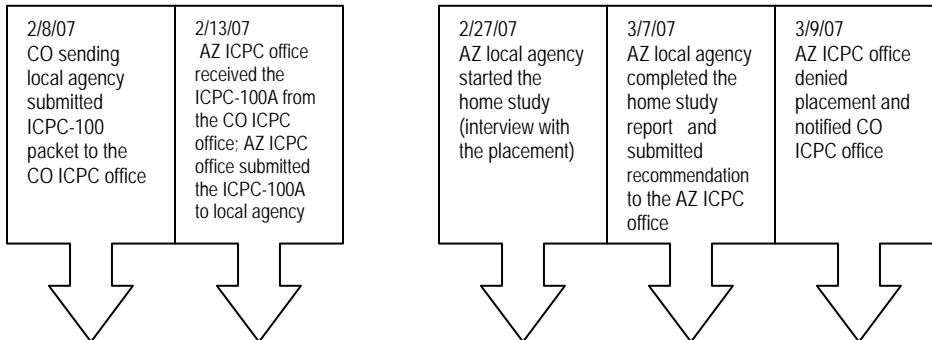 2/8/07
CO sending
local agency
submitted
ICPC-100
packet to the
CO ICPC office
2/13/07
AZ ICPC office
received the
ICPC-100A from
the CO ICPC
office; AZ ICPC
office submitted
the ICPC-100A
to local agency
2/27/07
AZ local agency
started the
home study
(interview with
the placement)
3/7/07
AZ local agency
completed the
home study
report and
submitted
recommendation
to the AZ ICPC
office
3/9/07
AZ ICPC office
denied
placement and
notified CO
ICPC office